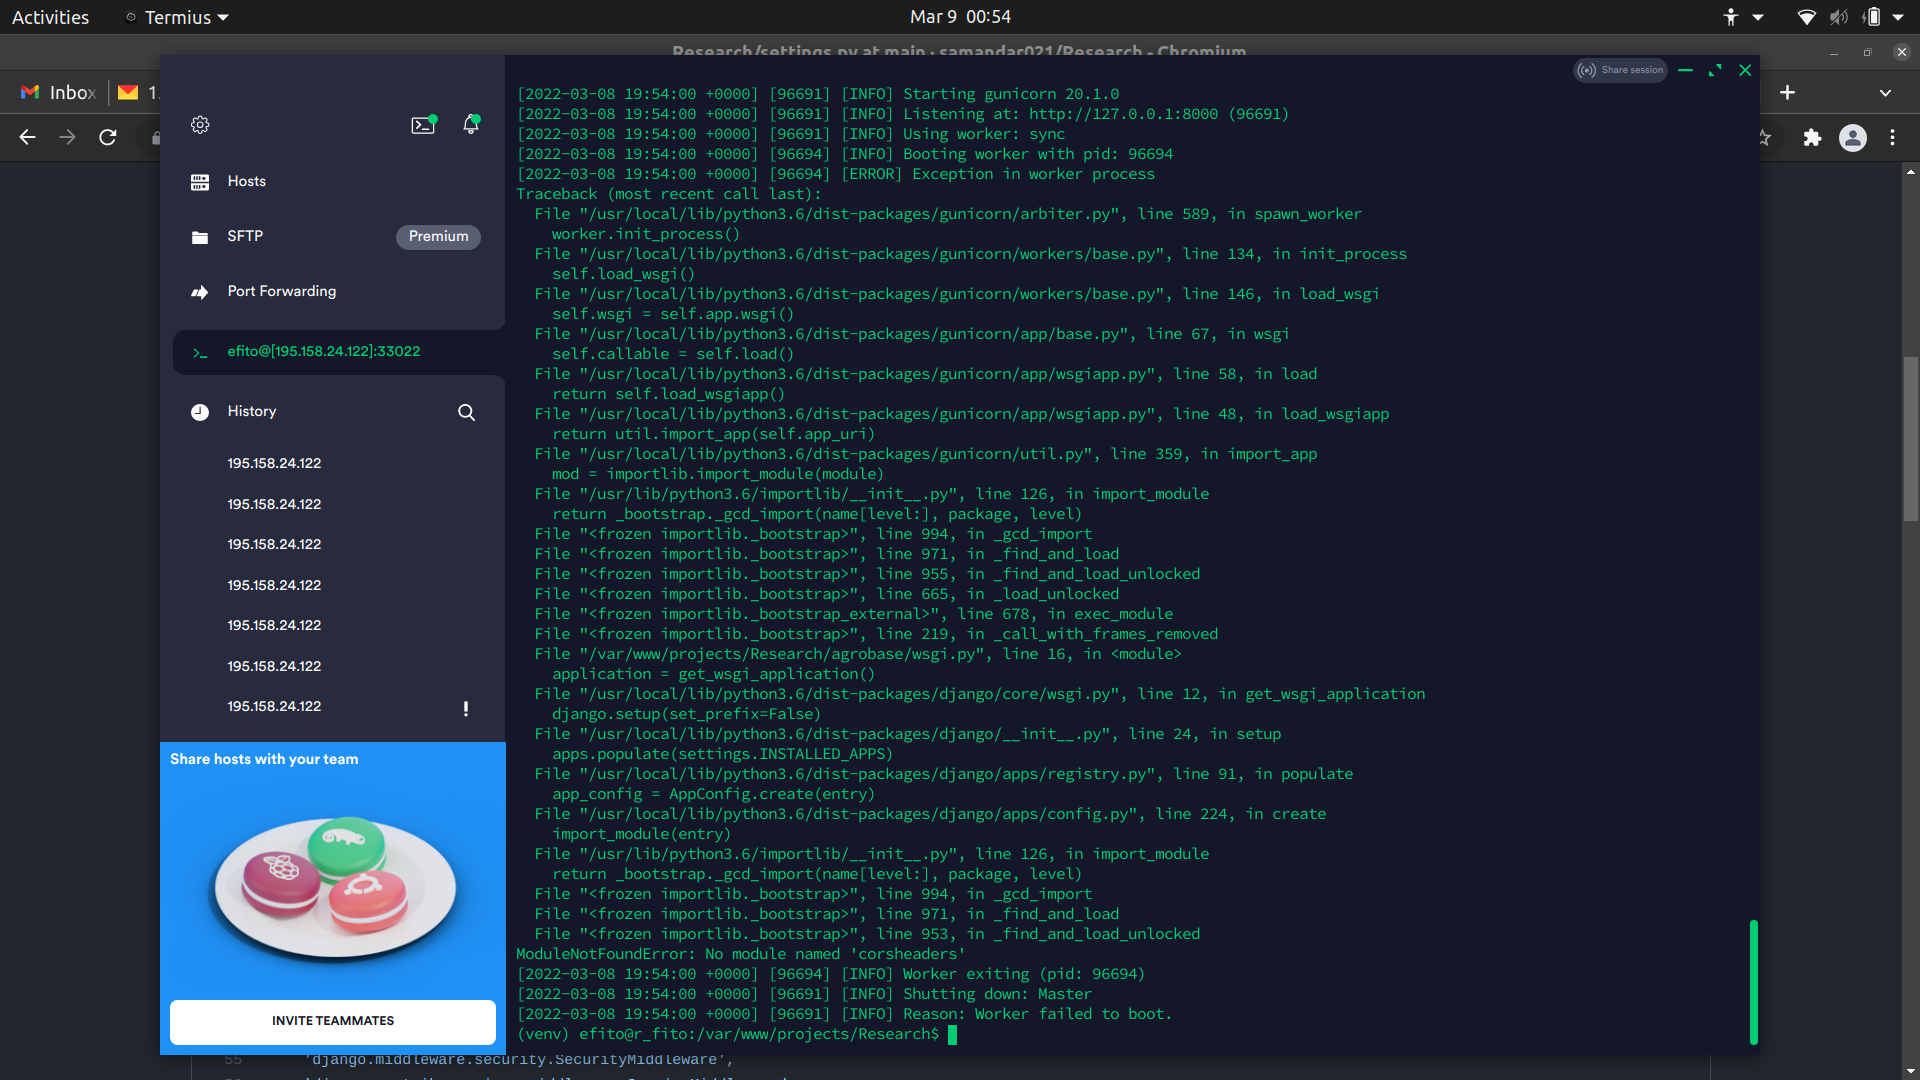 Activities
Termius
Mar 9 00:54
Research/settings.py at main · samandar021/Research - Chromium
Inbox
1.
Share session
Hosts
SFTP
Premium
Port Forwarding
efito@[195.158.24.122]:33022
History
195.158.24.122
195.158.24.122
195.158.24.122
195.158.24.122
195.158.24.122
195.158.24.122
195.158.24.122
Share hosts with your team
INVITE TEAMMATES
[2022-03-08 19:54:00 +0000] [96691] [INFO] Starting gunicorn 20.1.0
[2022-03-08 19:54:00 +0000] [96691] [INFO] Listening at: http://127.0.0.1:8000 (96691)
[2022-03-08 19:54:00 +0000] [96691] [INFO] Using worker: sync
[2022-03-08 19:54:00 +0000] [96694] [INFO] Booting worker with pid: 96694
[2022-03-08 19:54:00 +0000] [96694] [ERROR] Exception in worker process
Traceback (most recent call last):
  File "/usr/local/lib/python3.6/dist-packages/gunicorn/arbiter.py", line 589, in spawn_worker
    worker.init_process()
  File "/usr/local/lib/python3.6/dist-packages/gunicorn/workers/base.py", line 134, in init_process
    self.load_wsgi()
  File "/usr/local/lib/python3.6/dist-packages/gunicorn/workers/base.py", line 146, in load_wsgi
    self.wsgi = self.app.wsgi()
  File "/usr/local/lib/python3.6/dist-packages/gunicorn/app/base.py", line 67, in wsgi
    self.callable = self.load()
  File "/usr/local/lib/python3.6/dist-packages/gunicorn/app/wsgiapp.py", line 58, in load
    return self.load_wsgiapp()
  File "/usr/local/lib/python3.6/dist-packages/gunicorn/app/wsgiapp.py", line 48, in load_wsgiapp
    return util.import_app(self.app_uri)
  File "/usr/local/lib/python3.6/dist-packages/gunicorn/util.py", line 359, in import_app
    mod = importlib.import_module(module)
  File "/usr/lib/python3.6/importlib/__init__.py", line 126, in import_module
    return _bootstrap._gcd_import(name[level:], package, level)
  File "<frozen importlib._bootstrap>", line 994, in _gcd_import
  File "<frozen importlib._bootstrap>", line 971, in _find_and_load
  File "<frozen importlib._bootstrap>", line 955, in _find_and_load_unlocked
  File "<frozen importlib._bootstrap>", line 665, in _load_unlocked
  File "<frozen importlib._bootstrap_external>", line 678, in exec_module
  File "<frozen importlib._bootstrap>", line 219, in _call_with_frames_removed
  File "/var/www/projects/Research/agrobase/wsgi.py", line 16, in <module>
    application = get_wsgi_application()
  File "/usr/local/lib/python3.6/dist-packages/django/core/wsgi.py", line 12, in get_wsgi_application
    django.setup(set_prefix=False)
  File "/usr/local/lib/python3.6/dist-packages/django/__init__.py", line 24, in setup
    apps.populate(settings.INSTALLED_APPS)
  File "/usr/local/lib/python3.6/dist-packages/django/apps/registry.py", line 91, in populate
    app_config = AppConfig.create(entry)
  File "/usr/local/lib/python3.6/dist-packages/django/apps/config.py", line 224, in create
    import_module(entry)
  File "/usr/lib/python3.6/importlib/__init__.py", line 126, in import_module
    return _bootstrap._gcd_import(name[level:], package, level)
  File "<frozen importlib._bootstrap>", line 994, in _gcd_import
  File "<frozen importlib._bootstrap>", line 971, in _find_and_load
  File "<frozen importlib._bootstrap>", line 953, in _find_and_load_unlocked
ModuleNotFoundError: No module named 'corsheaders'
[2022-03-08 19:54:00 +0000] [96694] [INFO] Worker exiting (pid: 96694)
[2022-03-08 19:54:00 +0000] [96691] [INFO] Shutting down: Master
[2022-03-08 19:54:00 +0000] [96691] [INFO] Reason: Worker failed to boot.
(venv) efito@r_fito:/var/www/projects/Research$
55 'django.middleware.security.SecurityMiddleware',